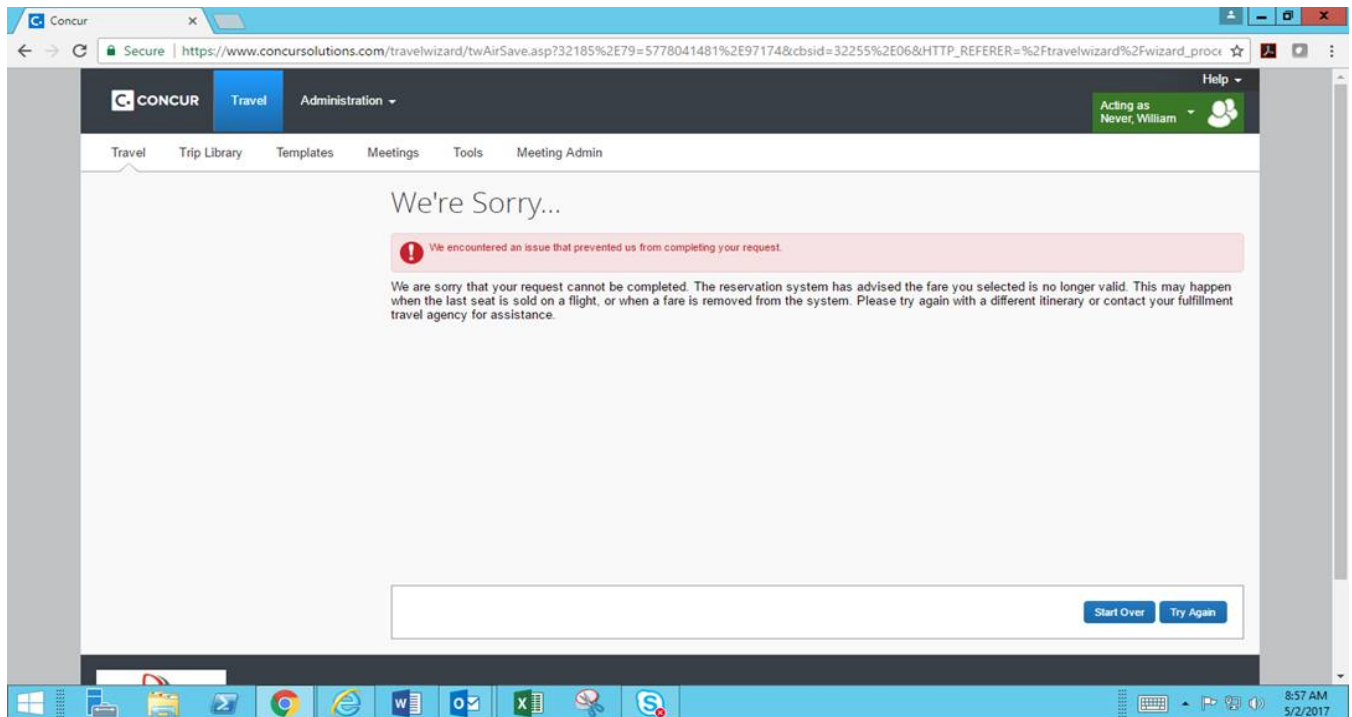 Concur
Secure | https://www.concursolutions.com/travelwizard/twAirSave.asp?32185%2E79=5778041481%2E97174&cbsid=32255%2E06&HTTP_REFERER=%2Ftravelwizard%2Fwizard_proce
Help
C. CONCUR Travel Administration
Acting as
Never, William
Travel Trip Library Templates Meetings Tools Meeting Admin
We're Sorry...
We encountered an issue that prevented us from completing your request.
We are sorry that your request cannot be completed. The reservation system has advised the fare you selected is no longer valid. This may happen
when the last seat is sold on a flight, or when a fare is removed from the system. Please try again with a different itinerary or contact your fulfillment
travel agency for assistance.
Start Over Try Again
8:57 AM
5/2/2017